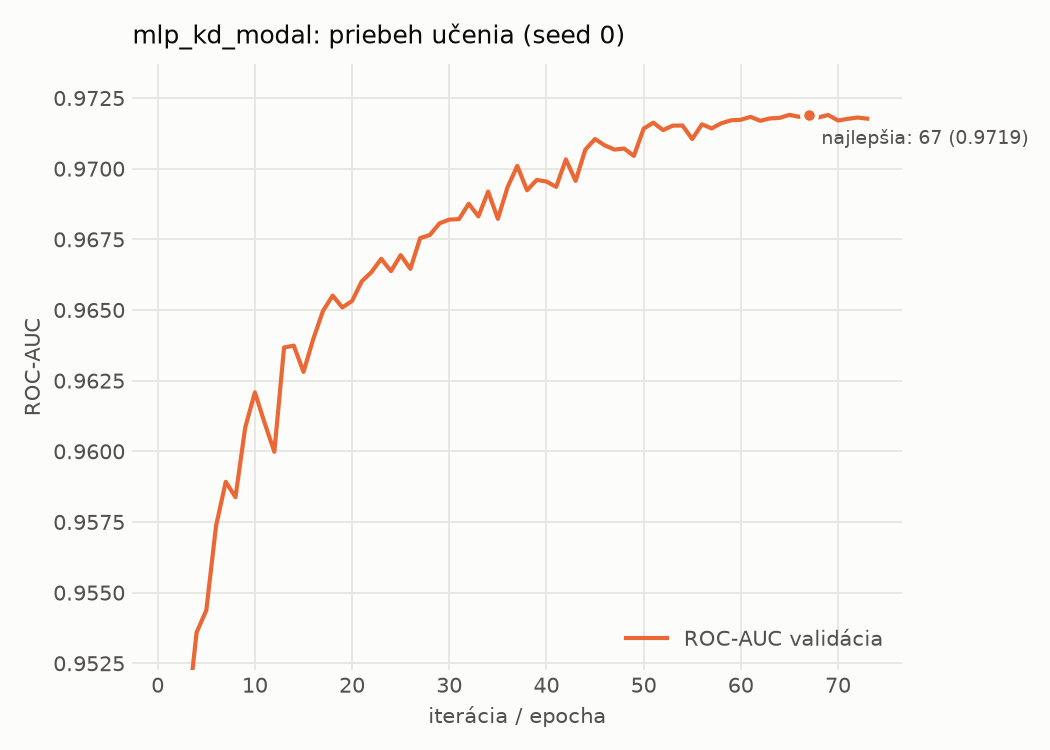 mlp_kd_modal: priebeh učenia (seed 0)
ROC-AUC
0.9725
0.9700
0.9675
0.9650
0.9625
0.9600
0.9575
0.9550
0.9525
najlepšia: 67 (0.9719)
ROC-AUC validácia
0 10 20 30 40 50 60 70
iterácia / epocha